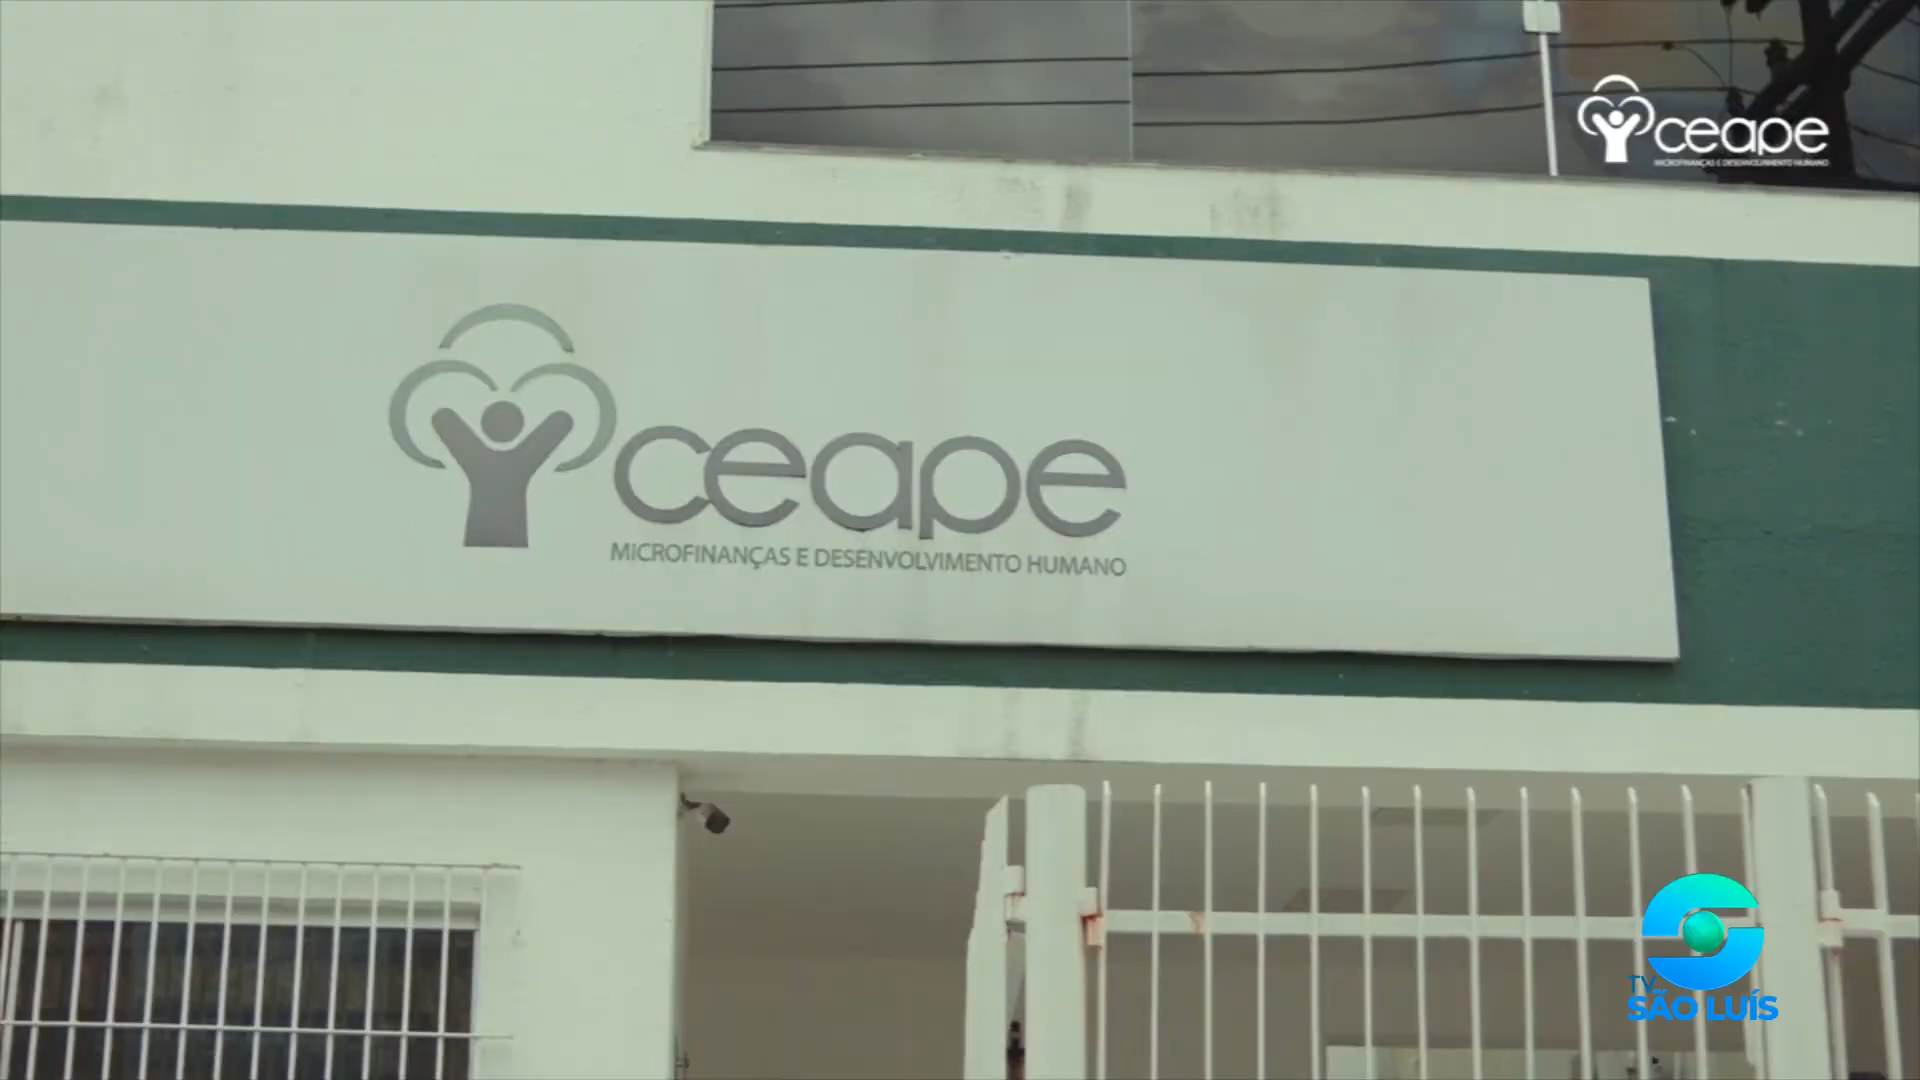 ceape
MICROFINANÇAS E DESENVOLVIMENTO HUMANO
ceape
MICROFINANÇAS E DESENVOLVIMENTO HUMANO
TV
SÃO LUÍS